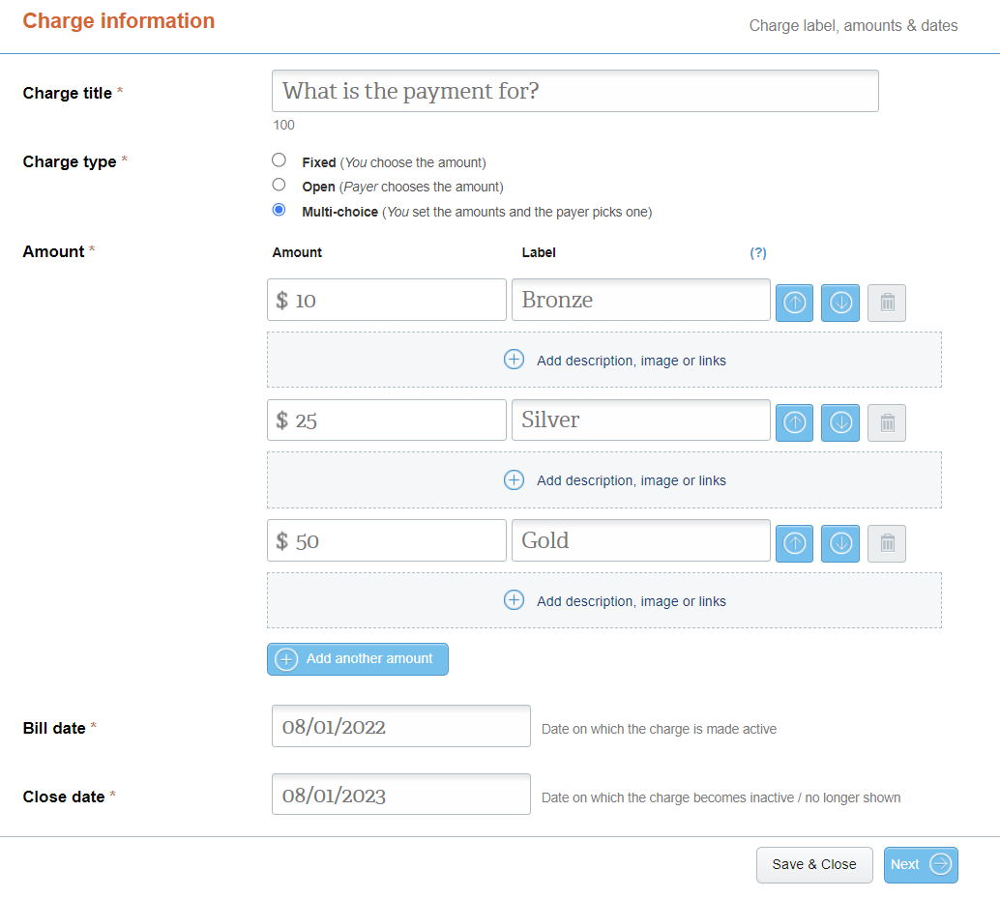 Charge information
Charge label, amounts & dates
Charge title *
What is the payment for?
100
Charge type *
Fixed (You choose the amount)
Open (Payer chooses the amount)
Multi-choice (You set the amounts and the payer picks one)
Amount *
Amount Label (?)
$ 10 Bronze
Add description, image or links
$ 25 Silver
Add description, image or links
$ 50 Gold
Add description, image or links
Add another amount
Bill date * 08/01/2022 Date on which the charge is made active
Close date * 08/01/2023 Date on which the charge becomes inactive / no longer shown
Save & Close Next